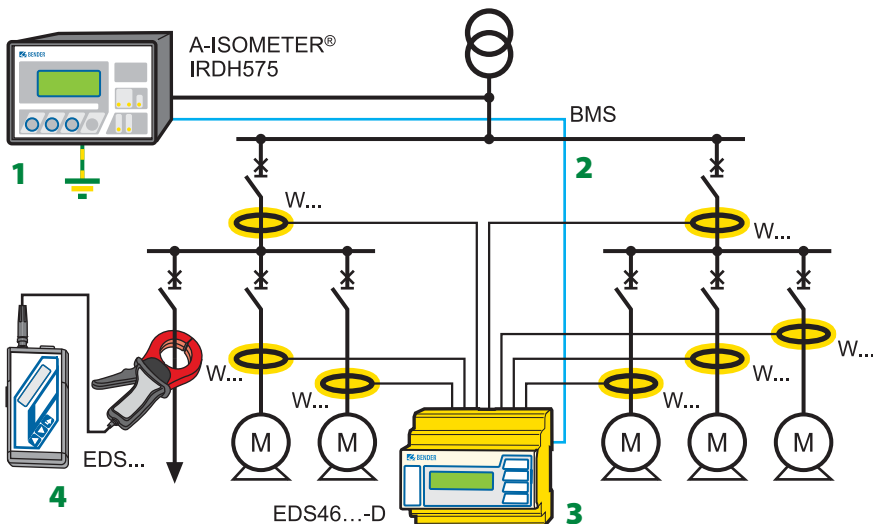 1
BENDER
A-ISOMETER®
IRDH575
BMS
2
W...
W...
W...
W...
W...
W...
W...
M
M
M
M
M
EDS...
4
BENDER
EDS46...-D
3